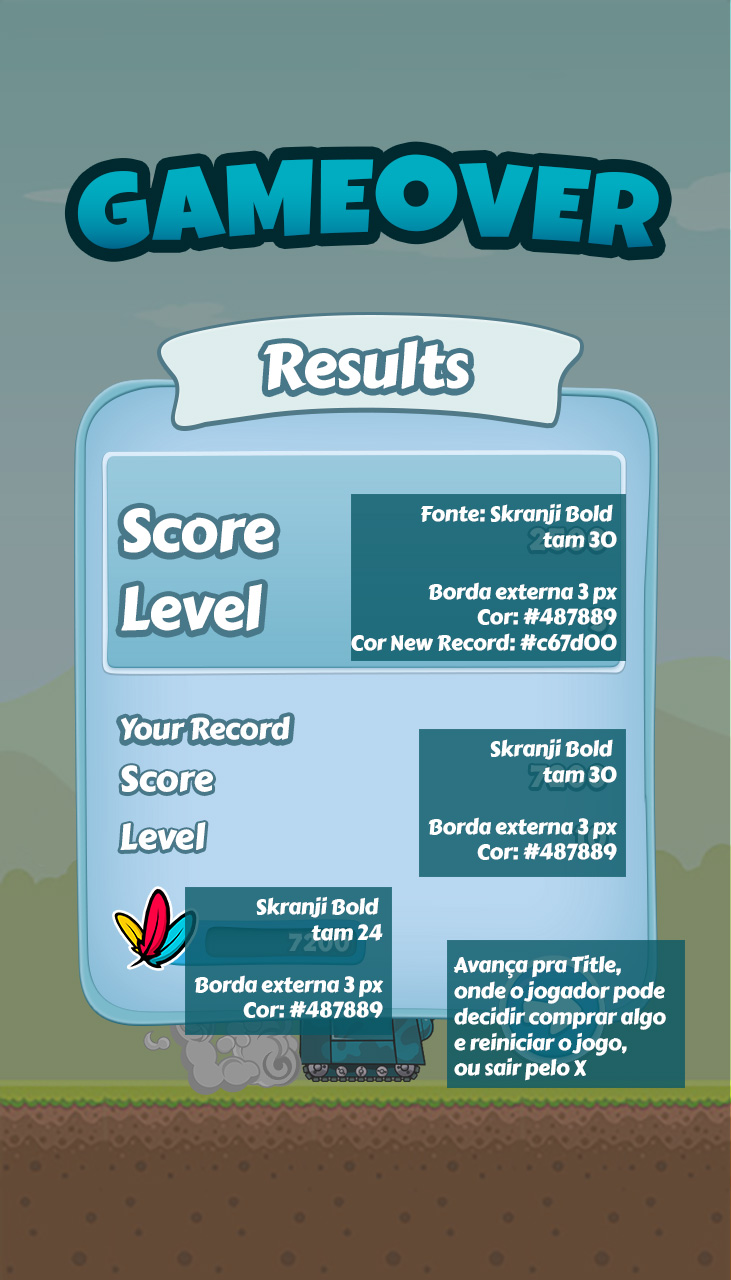 GAMEOVER
Results
Score
Level
Fonte: Skranji Bold
tam 30
Borda externa 3 px
Cor: #487889
Cor New Record: #c67d00
Your Record
Score
Level
Skranji Bold
tam 30
7200
Borda externa 3 px
Cor: #487889
Skranji Bold
tam 24
7200
Borda externa 3 px
Cor: #487889
Avança pra Title,
onde o jogador pode
decidir comprar algo
e reiniciar o jogo,
ou sair pelo X